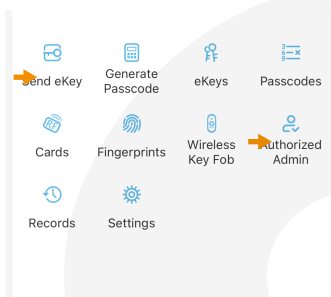 Send eKey
Generate
Passcode
eKeys
Passcodes
Cards
Fingerprints
Wireless
Key Fob
Authorized
Admin
Records
Settings